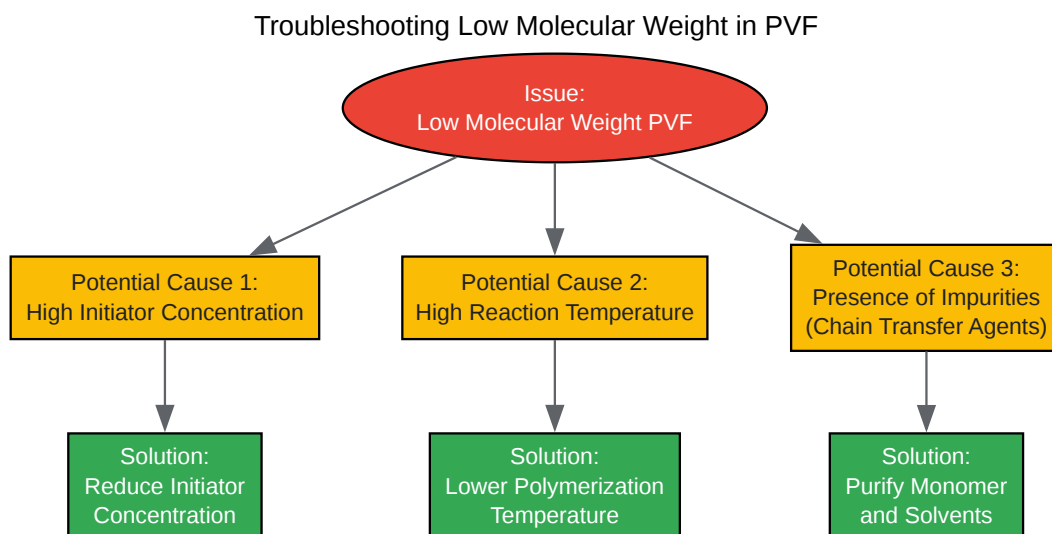 Troubleshooting Low Molecular Weight in PVF
Issue:
Low Molecular Weight PVF
Potential Cause 1:
High Initiator Concentration
Potential Cause 2:
High Reaction Temperature
Potential Cause 3:
Presence of Impurities
(Chain Transfer Agents)
Solution:
Reduce Initiator
Concentration
Solution:
Lower Polymerization
Temperature
Solution:
Purify Monomer
and Solvents